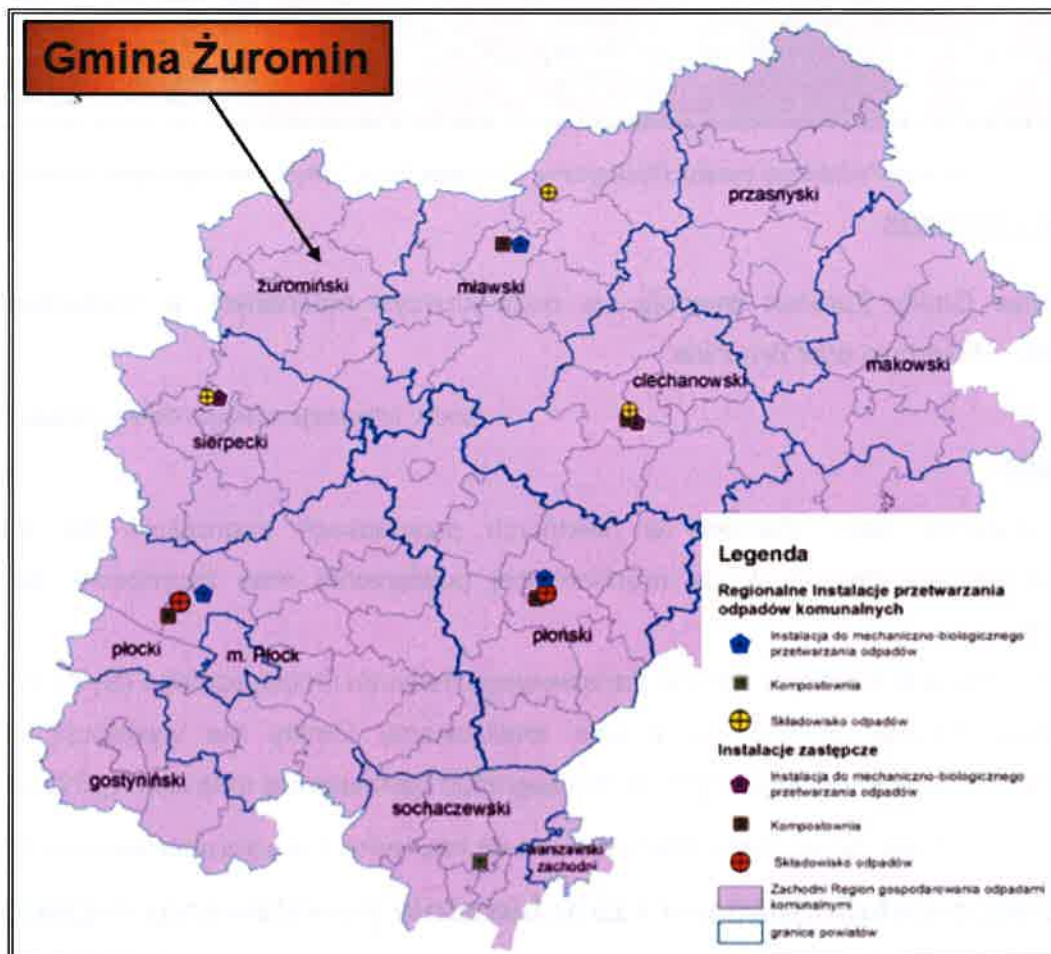 Gmina Żuromin
przasnyski
żuromiński
mławski
makowski
ciechanowski
sierpecki
płoński
płocki
m. Płock
gostyniński
sochaczewski
warszawski
zachodni
Legenda
Regionalne Instalacje przetwarzania
odpadów komunalnych
Instalacja do mechaniczno-biologicznego
przetwarzania odpadów
Kompostownia
Składowisko odpadów
Instalacje zastępcze
Instalacja do mechaniczno-biologicznego
przetwarzania odpadów
Kompostownia
Składowisko odpadów
Zachodni Region gospodarowania odpadami
komunalnymi
granice powiatów